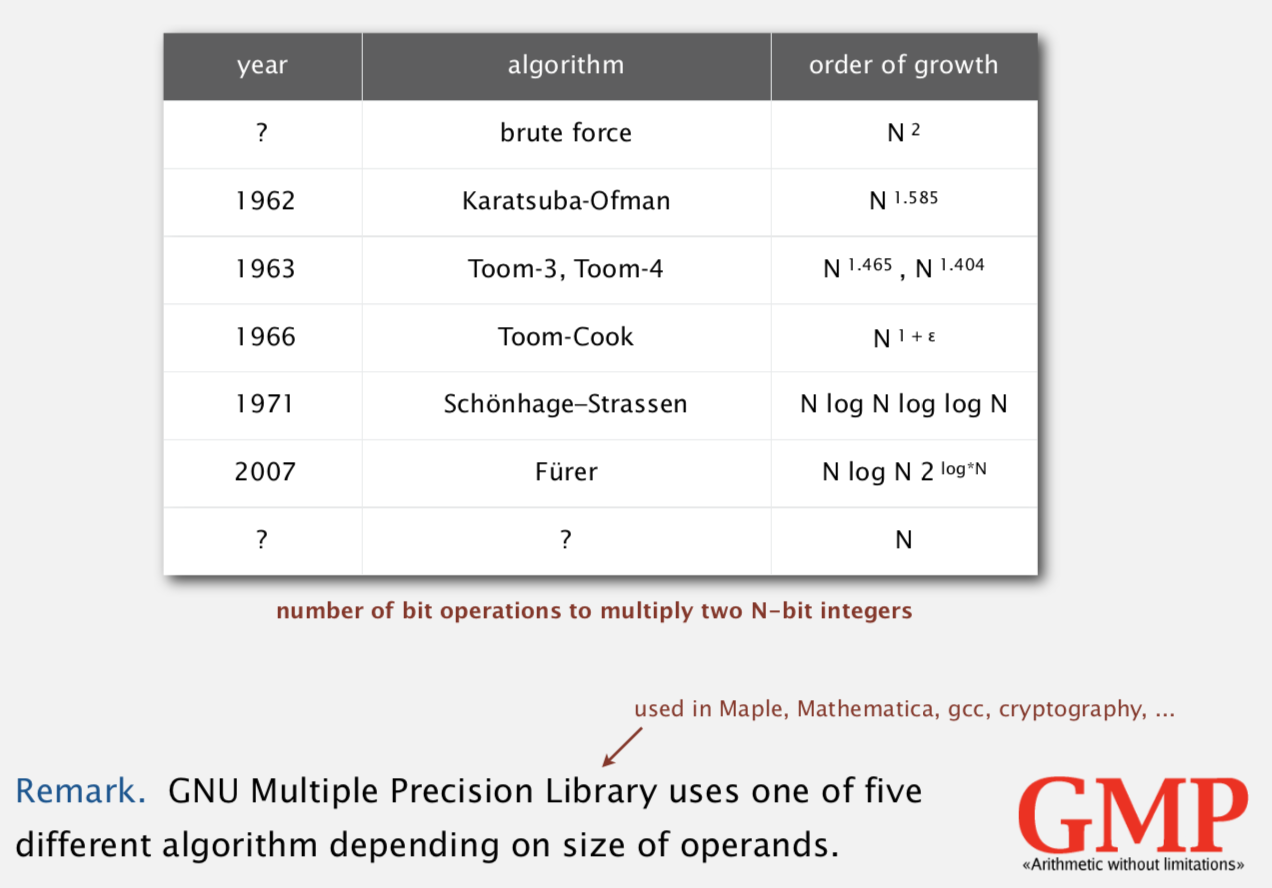 year algorithm order of growth
? brute force N ²
1962 Karatsuba-Ofman N ¹·⁵⁸⁵
1963 Toom-3, Toom-4 N ¹·⁴⁶⁵ , N ¹·⁴⁰⁴
1966 Toom-Cook N ¹ ⁺ ᵋ
1971 Schönhage–Strassen N log N log log N
2007 Fürer N log N 2 ˡᵒᵍ*ᴺ
? ? N
number of bit operations to multiply two N-bit integers
used in Maple, Mathematica, gcc, cryptography, ...
Remark. GNU Multiple Precision Library uses one of five
different algorithm depending on size of operands.
GMP
«Arithmetic without limitations»